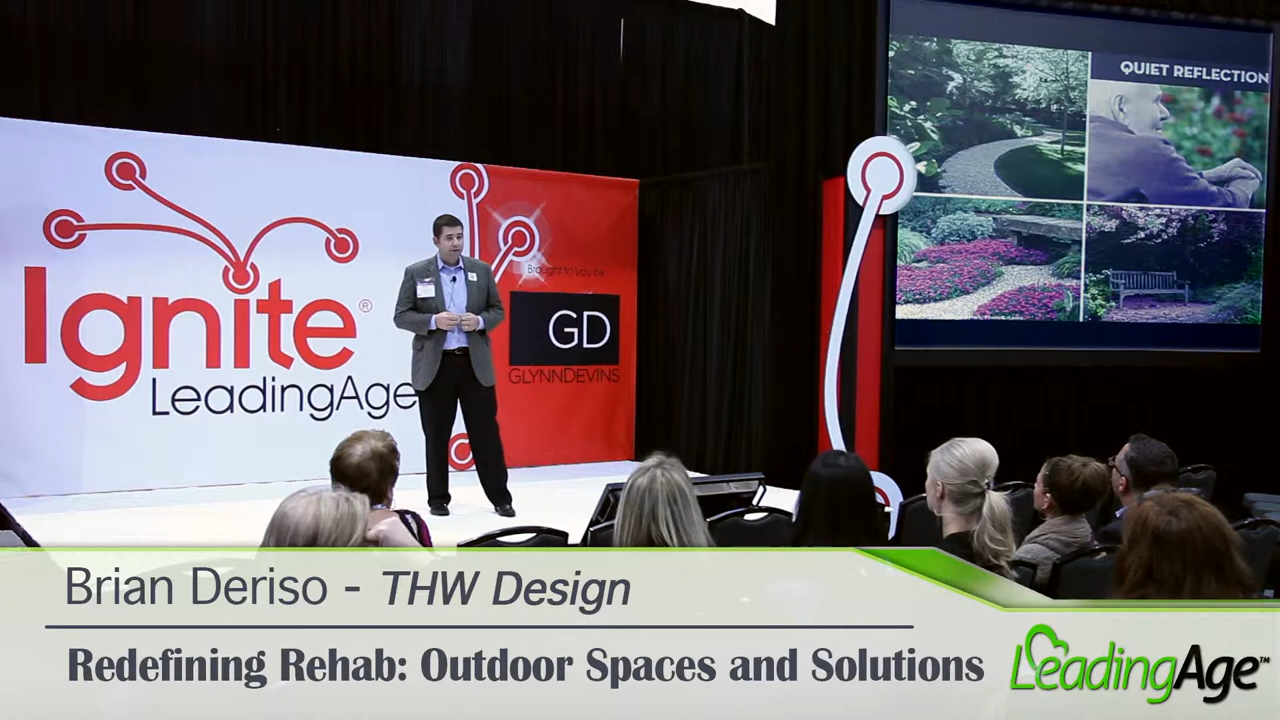 QUIET REFLECTION
Ignite®
LeadingAge
Brought to you by
GD
GLYNNDEVINS
Brian Deriso - THW Design
Redefining Rehab: Outdoor Spaces and Solutions
LeadingAge™